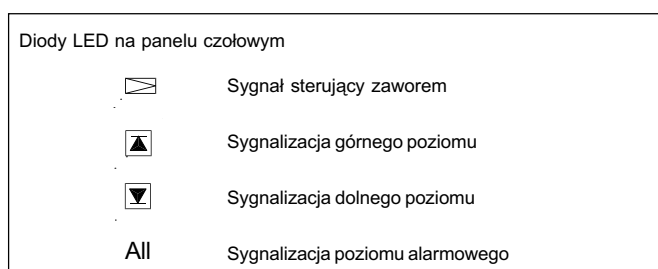 Diody LED na panelu czołowym
Sygnał sterujący zaworem
Sygnalizacja górnego poziomu
Sygnalizacja dolnego poziomu
All Sygnalizacja poziomu alarmowego